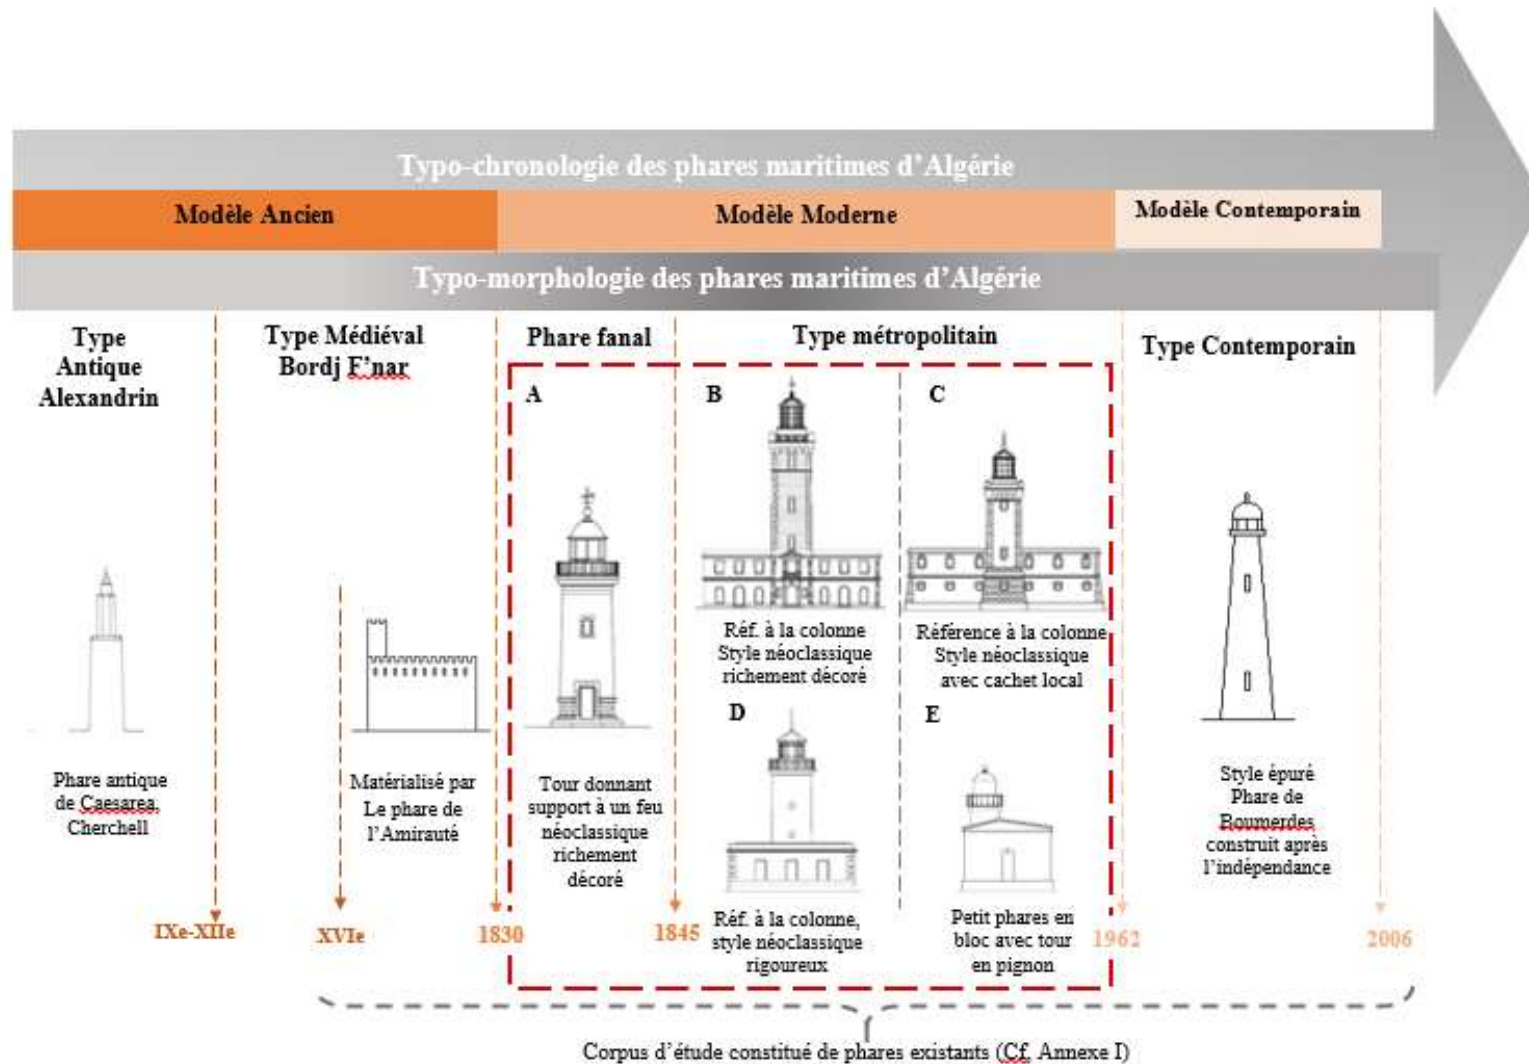 Typo-chronologie des phares maritimes d'Algérie
Modèle Ancien
Modèle Moderne
Modèle Contemporain
Typo-morphologie des phares maritimes d'Algérie
Type
Antique
Alexandrin
Type Médiéval
Bordj F'nar
Phare fanal
Type métropolitain
Type Contemporain
A
B
C
Réf. à la colonne
Style néoclassique
richement décoré
Référence à la colonne
Style néoclassique
avec cachet local
D
E
Phare antique
de Caesarea,
Cherchell
Matérialisé par
Le phare de
l'Amirauté
Tour donnant
support à un feu
néoclassique
richement
décoré
Réf. à la colonne,
style néoclassique
rigoureux
Petit phares en
bloc avec tour
en pignon
Style épuré
Phare de
Boumerdes
construit après
l'indépendance
IXe-XIIe
XVIe
1830
1845
1962
2006
Corpus d'étude constitué de phares existants (Cf. Annexe I)